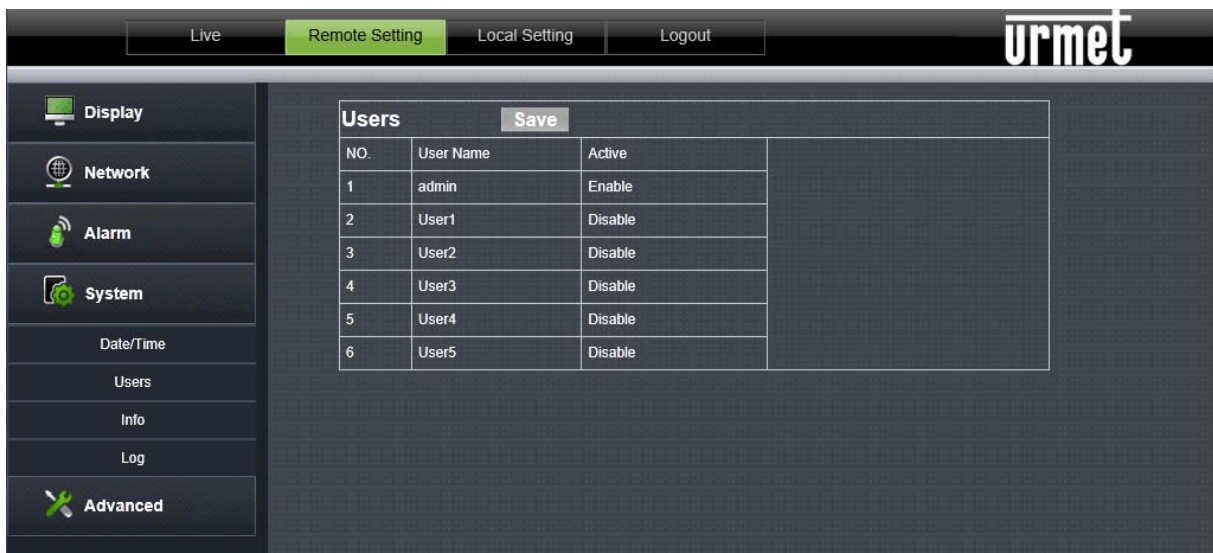 Live Remote Setting Local Setting Logout urmet
Display
Network
Alarm
System
Date/Time
Users
Info
Log
Advanced
Users Save
NO. User Name Active
1 admin Enable
2 User1 Disable
3 User2 Disable
4 User3 Disable
5 User4 Disable
6 User5 Disable